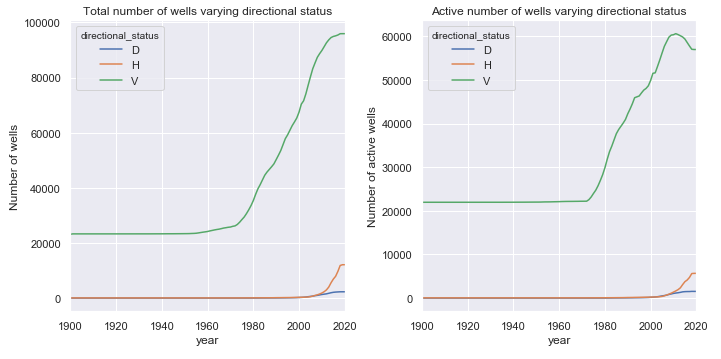 Total number of wells varying directional status
Number of wells
100000
80000
60000
40000
20000
0
directional_status
D
H
V
1900 1920 1940 1960 1980 2000 2020
year
Active number of wells varying directional status
Number of active wells
60000
50000
40000
30000
20000
10000
0
directional_status
D
H
V
1900 1920 1940 1960 1980 2000 2020
year